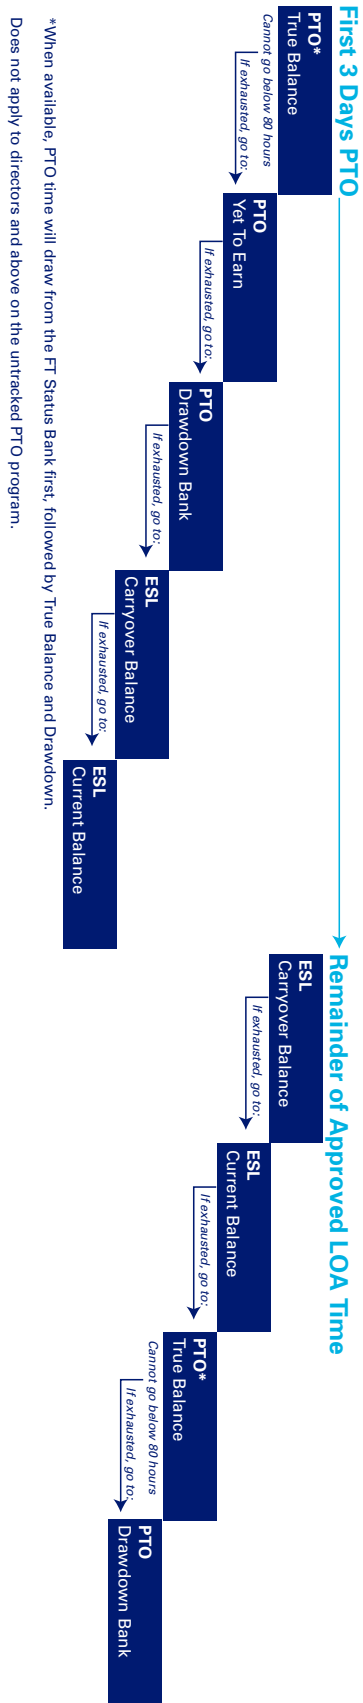 First 3 Days PTO
PTO*
True Balance
Cannot go below 80 hours
If exhausted, go to:
PTO
Yet To Earn
If exhausted, go to:
PTO
Drawdown Bank
If exhausted, go to:
ESL
Carryover Balance
If exhausted, go to:
ESL
Current Balance
Remainder of Approved LOA Time
ESL
Carryover Balance
If exhausted, go to:
ESL
Current Balance
If exhausted, go to:
PTO*
True Balance
Cannot go below 80 hours
If exhausted, go to:
PTO
Drawdown Bank
*When available, PTO time will draw from the FT Status Bank first, followed by True Balance and Drawdown.
Does not apply to directors and above on the untracked PTO program.